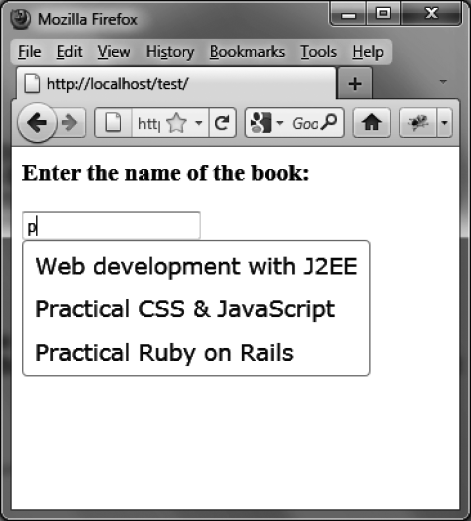 Mozilla Firefox
File Edit View History Bookmarks Tools Help
http://localhost/test/
htt Goo
Enter the name of the book:
p
Web development with J2EE
Practical CSS & JavaScript
Practical Ruby on Rails